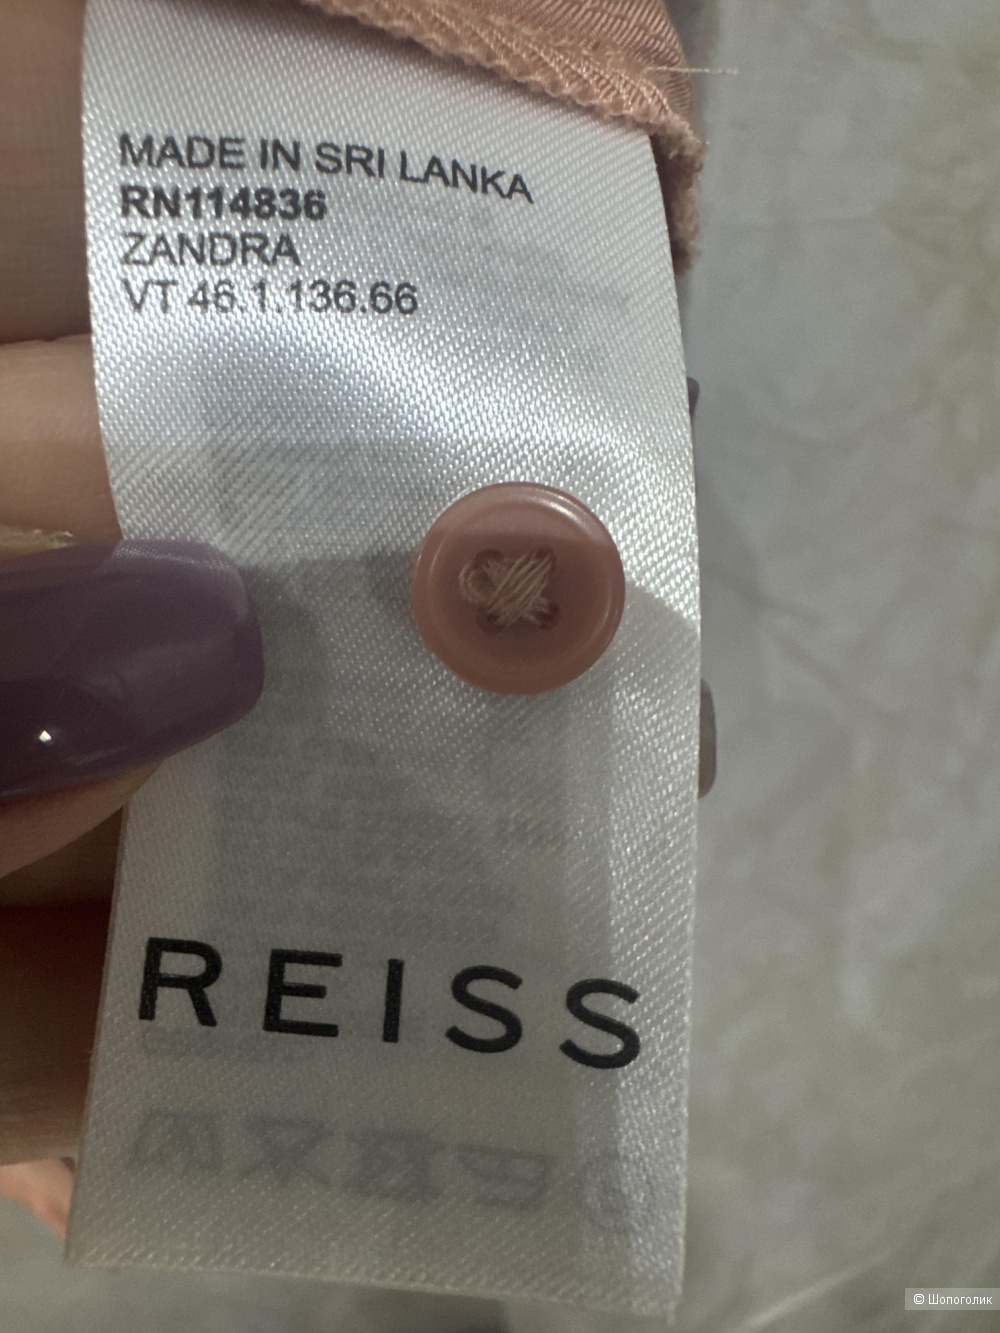 MADE IN SRI LANKA
RN114836
ZANDRA
VT 46.1.136.66
REISS
© Шопоголик